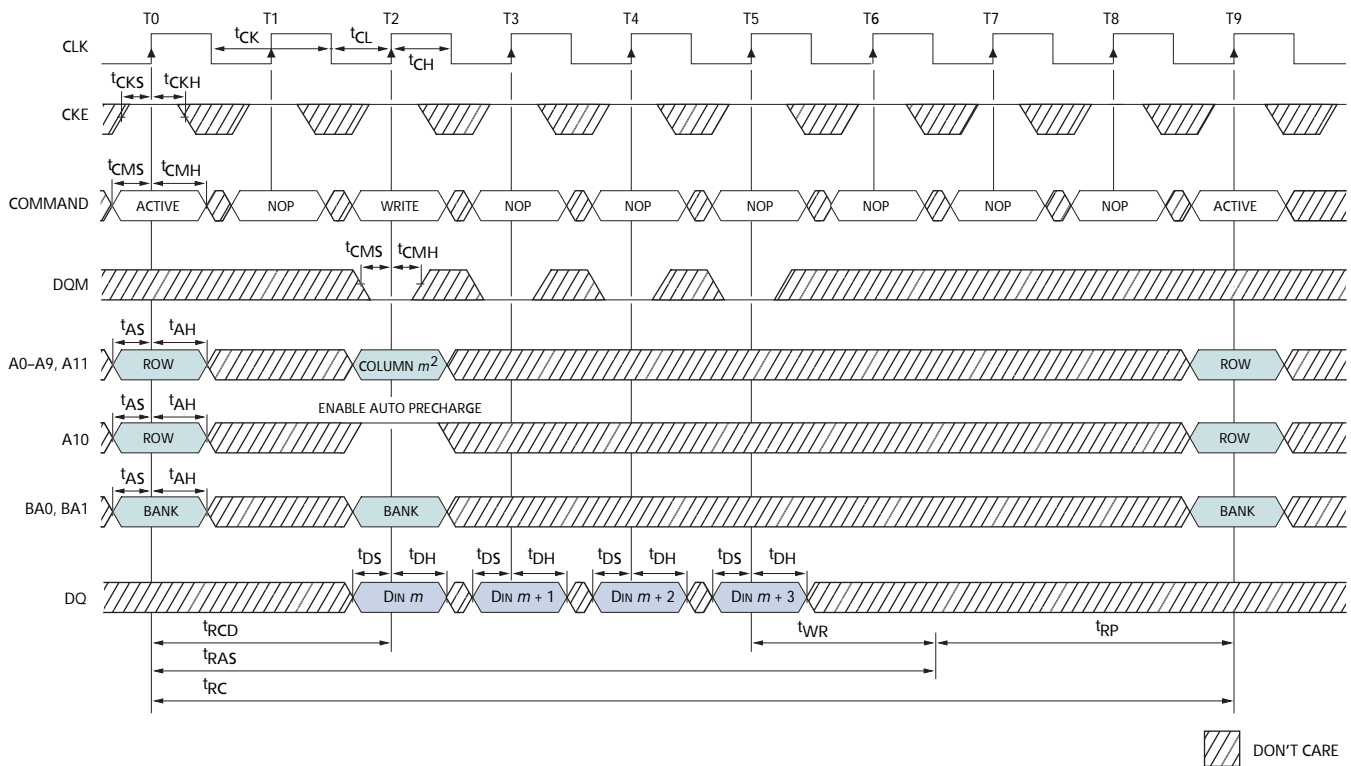 T0 T1 T2 T3 T4 T5 T6 T7 T8 T9
CLK tCK tCL tCH
tCKS tCKH
CKE
tCMS tCMH
COMMAND ACTIVE NOP WRITE NOP NOP NOP NOP NOP NOP ACTIVE
tCMS tCMH
DQM
tAS tAH
A0–A9, A11 ROW COLUMN m² ROW
tAS tAH ENABLE AUTO PRECHARGE
A10 ROW ROW
tAS tAH
BA0, BA1 BANK BANK BANK
tDS tDH tDS tDH tDS tDH tDS tDH
DQ DIN m DIN m + 1 DIN m + 2 DIN m + 3
tRCD tWR tRP
tRAS
tRC
DON'T CARE